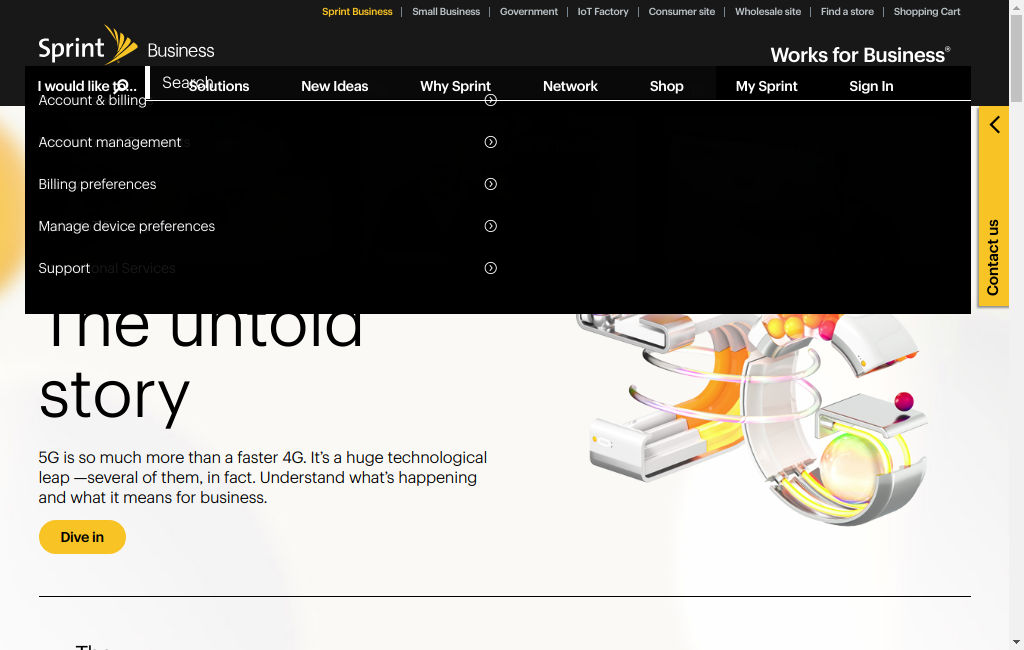 Sprint Business
Small Business
Government
IoT Factory
Consumer site
Wholesale site
Find a store
Shopping Cart
Sprint Business
Works for Business®
I would like to...
Search
Solutions
New Ideas
Why Sprint
Network
Shop
My Sprint
Sign In
Account & billing
Account management
Billing preferences
Manage device preferences
Support
onal Services
Contact us
The untold
story
5G is so much more than a faster 4G. It's a huge technological
leap —several of them, in fact. Understand what's happening
and what it means for business.
Dive in
The